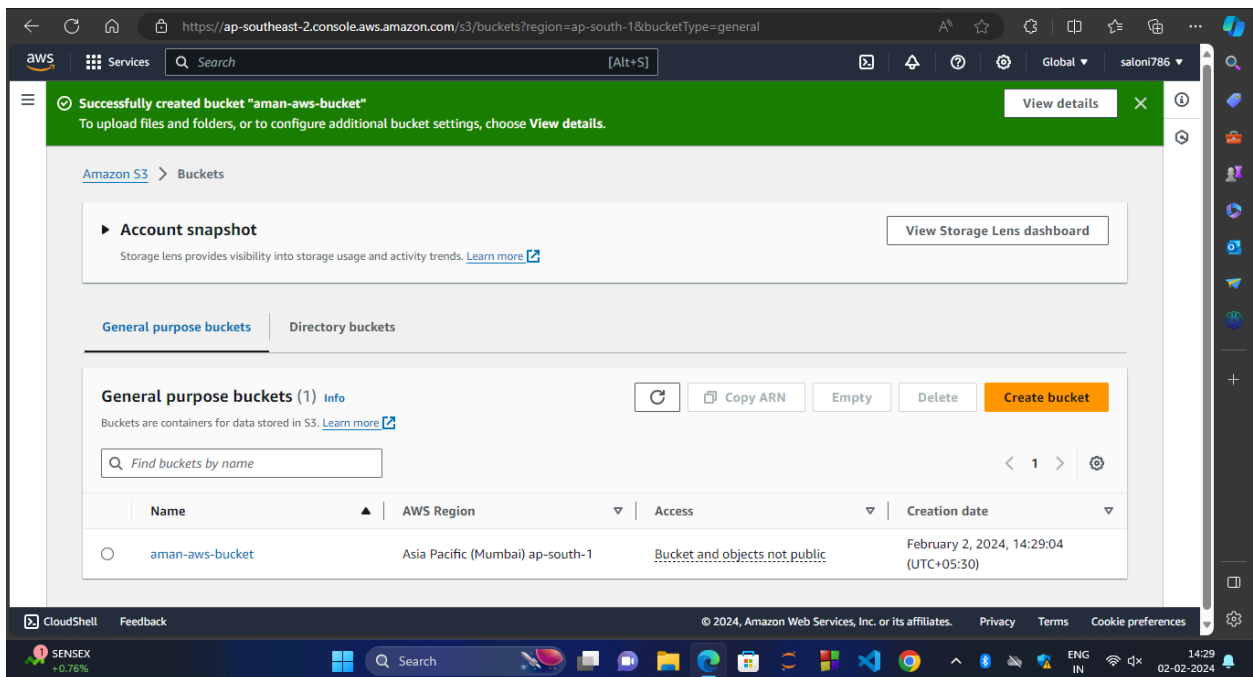 https://ap-southeast-2.console.aws.amazon.com/s3/buckets?region=ap-south-1&bucketType=general
aws
Services
Search
[Alt+S]
Global
saloni786
Successfully created bucket "aman-aws-bucket"
To upload files and folders, or to configure additional bucket settings, choose View details.
View details
Amazon S3 > Buckets
Account snapshot
Storage lens provides visibility into storage usage and activity trends. Learn more
View Storage Lens dashboard
General purpose buckets
Directory buckets
General purpose buckets (1) Info
Buckets are containers for data stored in S3. Learn more
Copy ARN
Empty
Delete
Create bucket
Find buckets by name
1
Name
AWS Region
Access
Creation date
aman-aws-bucket
Asia Pacific (Mumbai) ap-south-1
Bucket and objects not public
February 2, 2024, 14:29:04
(UTC+05:30)
CloudShell
Feedback
© 2024, Amazon Web Services, Inc. or its affiliates.
Privacy
Terms
Cookie preferences
1
SENSEX
+0.76%
Search
ENG
IN
14:29
02-02-2024